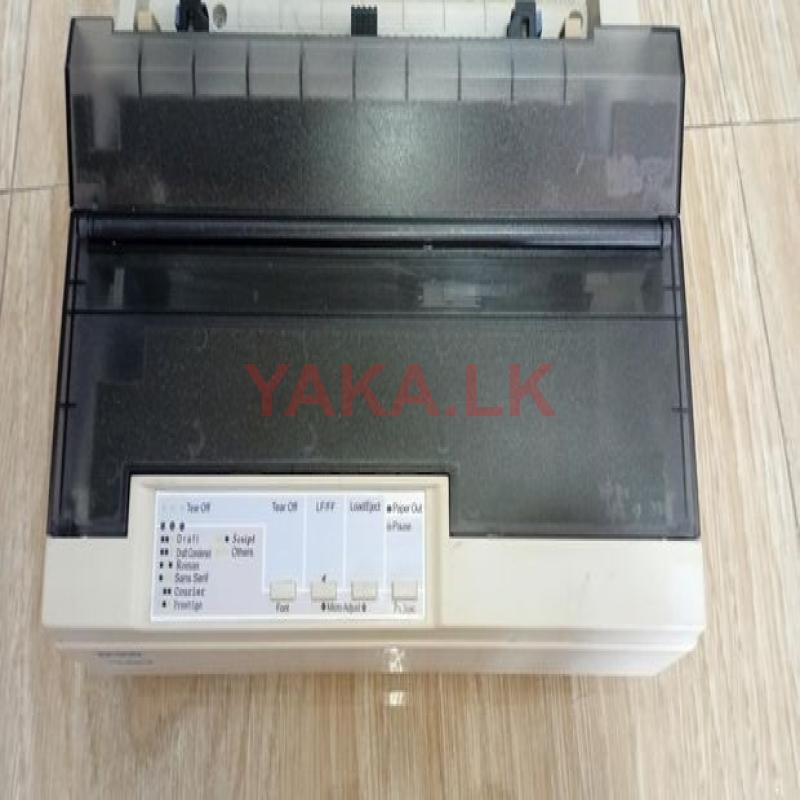 YAKA.LK
Tear Off Tear Off LF/FF Load/Eject Paper Out
Pause
Draft Script
Draft Condensed Others
Roman
Sans Serif
Courier
Prestige
Font Micro Adjust Pause